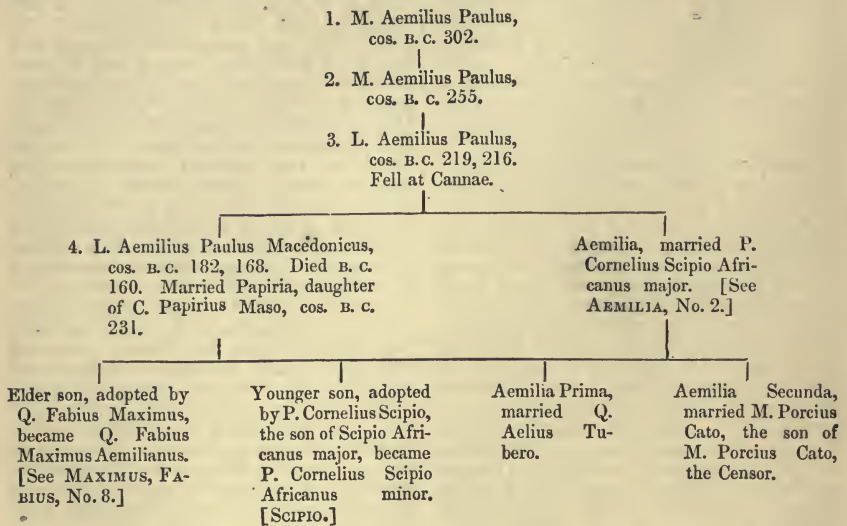 1. M. Aemilius Paulus,
cos. B. C. 302.
2. M. Aemilius Paulus,
cos. B. C. 255.
3. L. Aemilius Paulus,
cos. B. C. 219, 216.
Fell at Cannae.
4. L. Aemilius Paulus Macedonicus,
cos. B. C. 182, 168. Died B. C.
160. Married Papiria, daughter
of C. Papirius Maso, cos. B. C.
231.
Aemilia, married P.
Cornelius Scipio Afri-
canus major. [See
AEMILIA, No. 2.]
Elder son, adopted by
Q. Fabius Maximus,
became Q. Fabius
Maximus Aemilianus.
[See MAXIMUS, FA-
BIUS, No. 8.]
Younger son, adopted
by P. Cornelius Scipio,
the son of Scipio Afri-
canus major, became
P. Cornelius Scipio
Africanus minor.
[SCIPIO.]
Aemilia Prima,
married Q.
Aelius Tu-
bero.
Aemilia Secunda,
married M. Porcius
Cato, the son of
M. Porcius Cato,
the Censor.